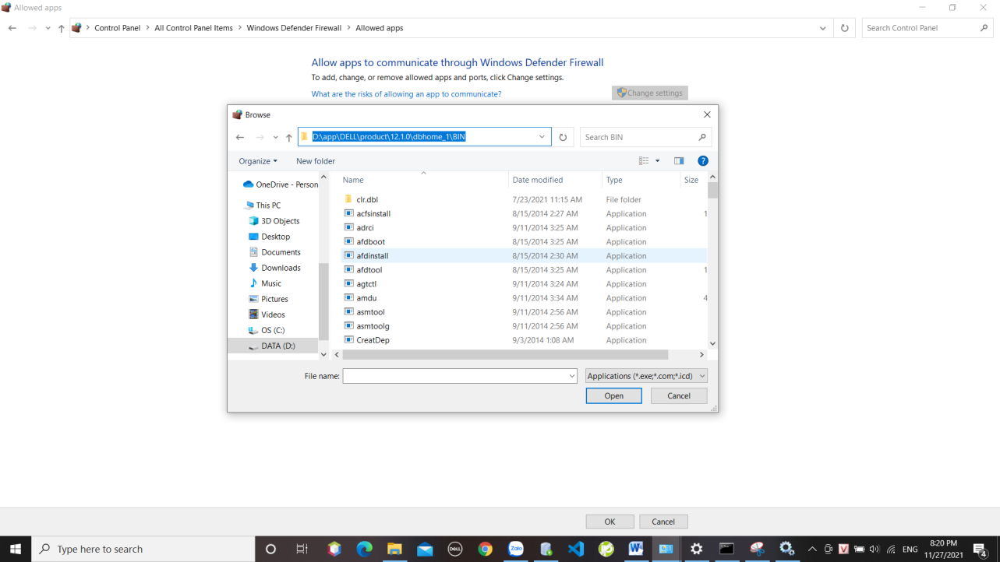 Allowed apps
Control Panel > All Control Panel Items > Windows Defender Firewall > Allowed apps
Search Control Panel
Allow apps to communicate through Windows Defender Firewall
To add, change, or remove allowed apps and ports, click Change settings.
What are the risks of allowing an app to communicate?
Change settings
Browse
D:\app\DELL\product\12.1.0\dbhome_1\BIN
Search BIN
Organize
New folder
?
OneDrive - Person
This PC
3D Objects
Desktop
Documents
Downloads
Music
Pictures
Videos
OS (C:)
DATA (D:)
Name Date modified Type Size
clr.dbl 7/23/2021 11:15 AM File folder
acfsinstall 8/15/2014 2:27 AM Application 1
adrci 9/11/2014 3:25 AM Application
afdboot 8/15/2014 3:25 AM Application
afdinstall 8/15/2014 2:30 AM Application
afdtool 8/15/2014 3:25 AM Application 1
agtctl 9/11/2014 3:24 AM Application
amdu 9/11/2014 3:34 AM Application 4
asmtool 9/11/2014 2:56 AM Application
asmtoolg 9/11/2014 2:56 AM Application
CreatDep 9/3/2014 1:08 AM Application
File name:
Applications (*.exe;*.com;*.icd)
Open
Cancel
OK
Cancel
Type here to search
DELL
Zalo
W
V
ENG
8:20 PM
11/27/2021
4